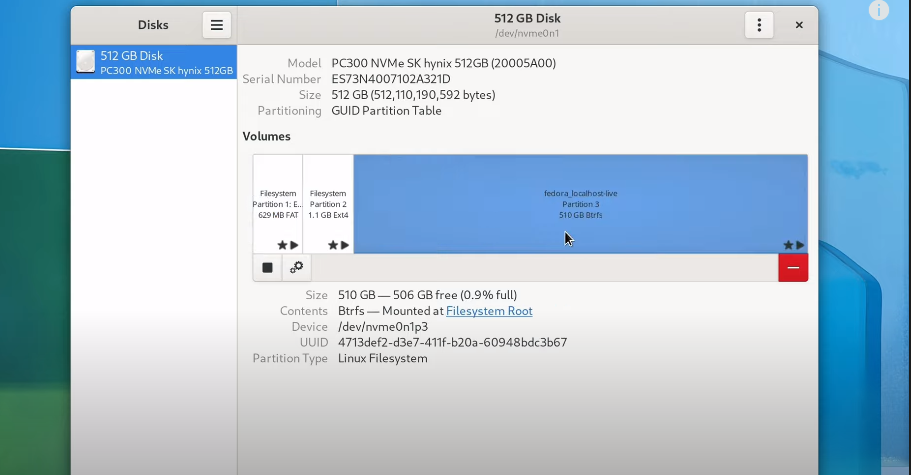 Disks
512 GB Disk
/dev/nvme0n1
512 GB Disk
PC300 NVMe SK hynix 512GB
Model PC300 NVMe SK hynix 512GB (20005A00)
Serial Number ES73N4007102A321D
Size 512 GB (512,110,190,592 bytes)
Partitioning GUID Partition Table
Volumes
Filesystem
Partition 1: E...
629 MB FAT
Filesystem
Partition 2
1.1 GB Ext4
fedora_localhost-live
Partition 3
510 GB Btrfs
Size 510 GB — 506 GB free (0.9% full)
Contents Btrfs — Mounted at Filesystem Root
Device /dev/nvme0n1p3
UUID 4713def2-d3e7-411f-b20a-60948bdc3b67
Partition Type Linux Filesystem